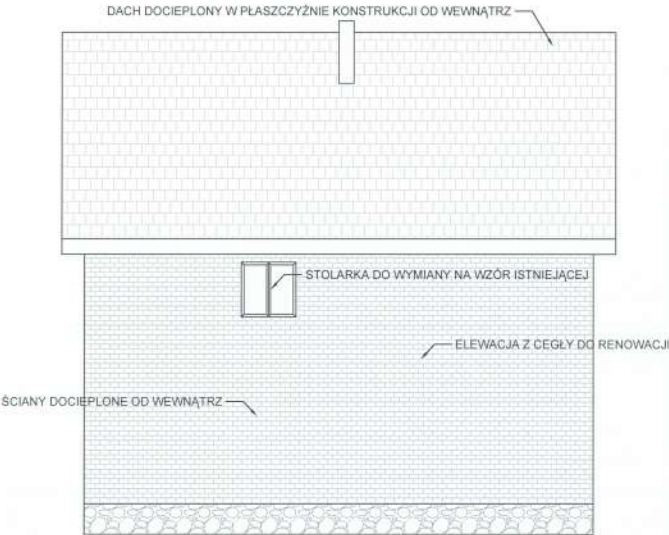 DACH DOCIEPLONY W PŁASZCZYŹNIE KONSTRUKCJI OD WEWNĄTRZ
STOLARKA DO WYMIANY NA WZÓR ISTNIEJĄCEJ
ELEWACJA Z CEGŁY DO RENOWACJI
ŚCIANY DOCIEPLONE OD WEWNĄTRZ